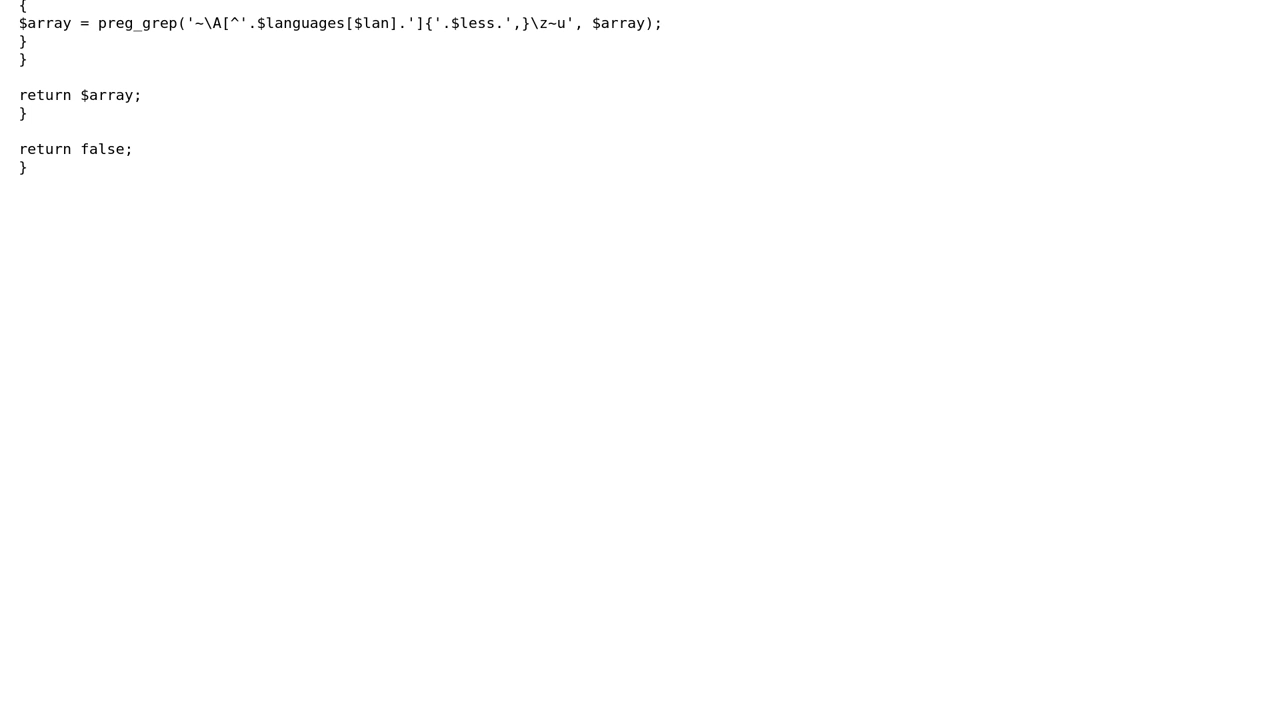 {
$array = preg_grep('~\A[^'.$languages[$lan].']{'.$less.',}\z~u', $array);
}
}
return $array;
}
return false;
}